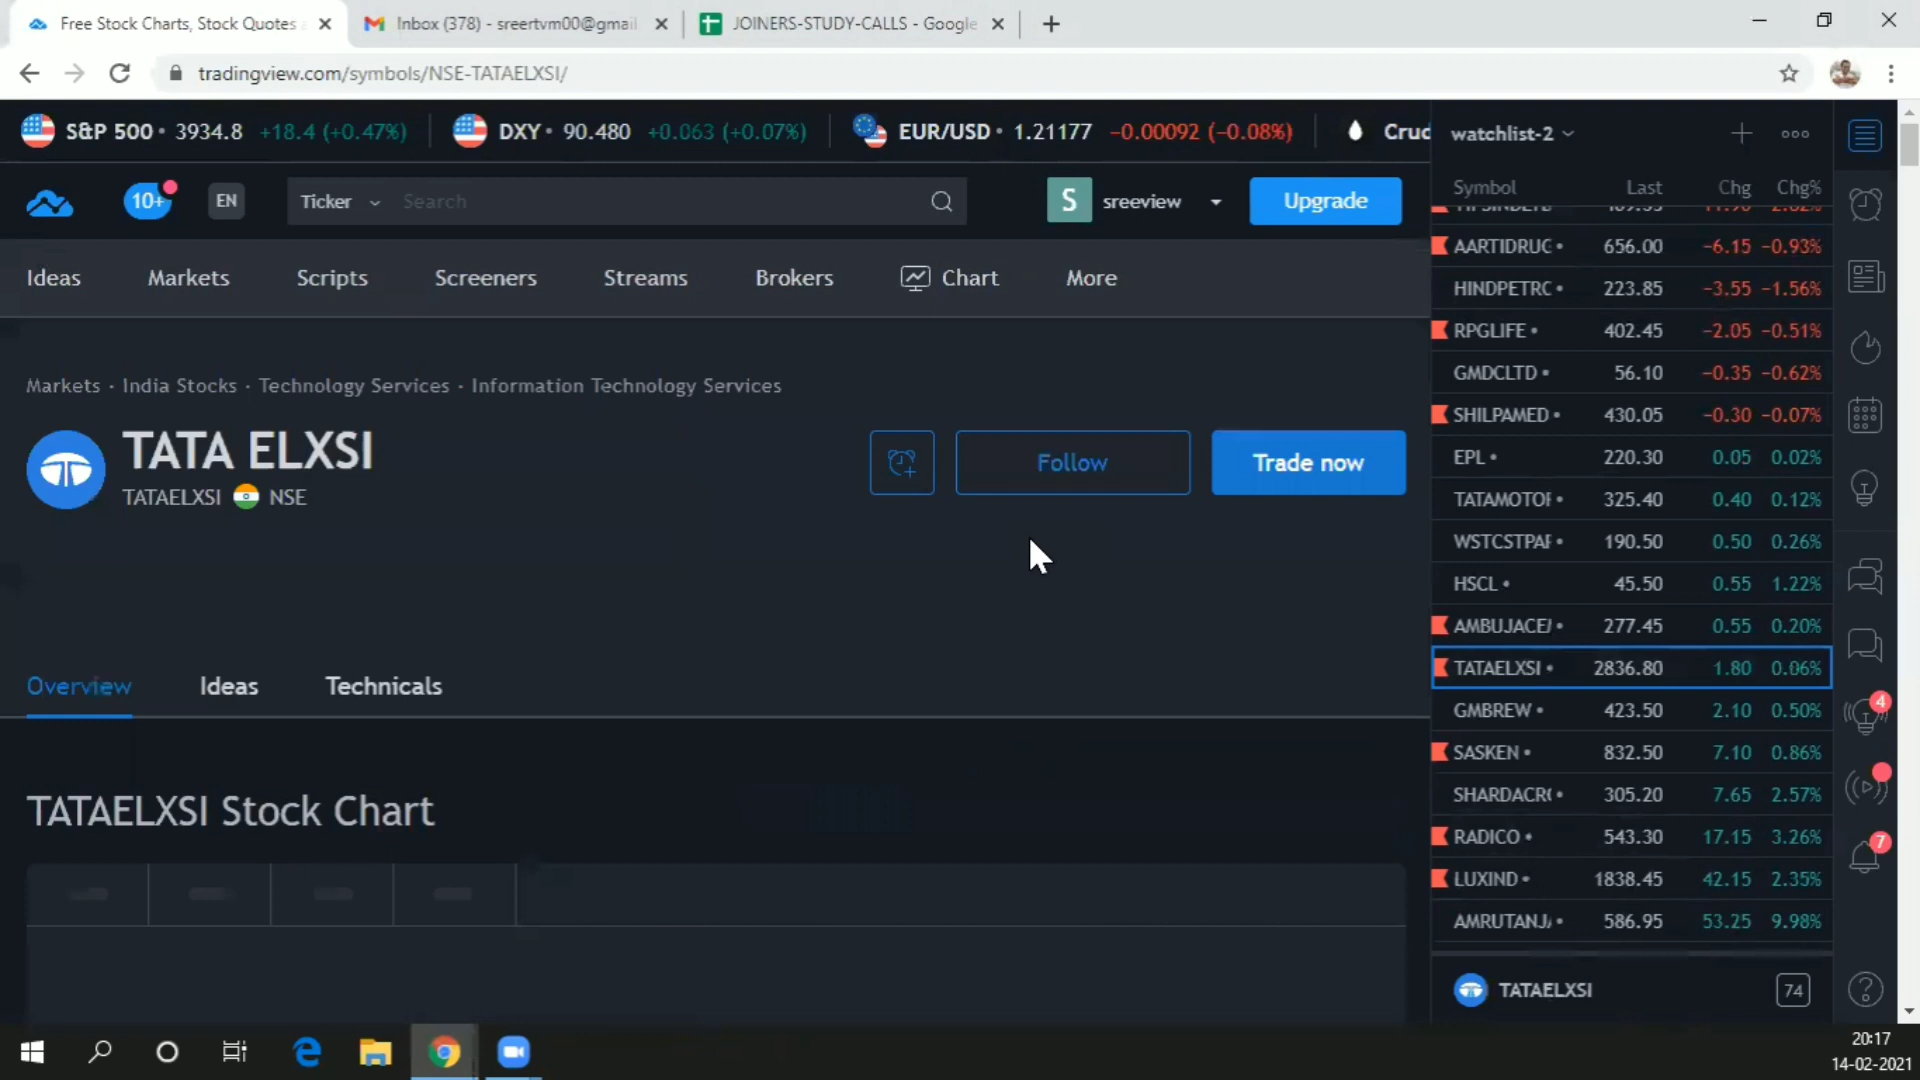 Free Stock Charts, Stock Quotes
Inbox (378) - sreertvm00@gmail
JOINERS-STUDY-CALLS - Google
tradingview.com/symbols/NSE-TATAELXSI/
S&P 500 • 3934.8 +18.4 (+0.47%)
DXY • 90.480 +0.063 (+0.07%)
EUR/USD • 1.21177 −0.00092 (−0.08%)
Crud
10+
EN
Ticker
Search
S
sreeview
Upgrade
Ideas
Markets
Scripts
Screeners
Streams
Brokers
Chart
More
Markets · India Stocks · Technology Services · Information Technology Services
TATA ELXSI
TATAELXSI NSE
Follow
Trade now
Overview
Ideas
Technicals
TATAELXSI Stock Chart
watchlist-2
Symbol Last Chg Chg%
AARTIDRUG • 656.00 −6.15 −0.93%
HINDPETRO • 223.85 −3.55 −1.56%
RPGLIFE • 402.45 −2.05 −0.51%
GMDCLTD • 56.10 −0.35 −0.62%
SHILPAMED • 430.05 −0.30 −0.07%
EPL • 220.30 0.05 0.02%
TATAMOTOR • 325.40 0.40 0.12%
WSTCSTPAP • 190.50 0.50 0.26%
HSCL • 45.50 0.55 1.22%
AMBUJACEM • 277.45 0.55 0.20%
TATAELXSI • 2836.80 1.80 0.06%
GMBREW • 423.50 2.10 0.50%
SASKEN • 832.50 7.10 0.86%
SHARDACRO • 305.20 7.65 2.57%
RADICO • 543.30 17.15 3.26%
LUXIND • 1838.45 42.15 2.35%
AMRUTANJ • 586.95 53.25 9.98%
TATAELXSI
74
4
7
20:17
14-02-2021